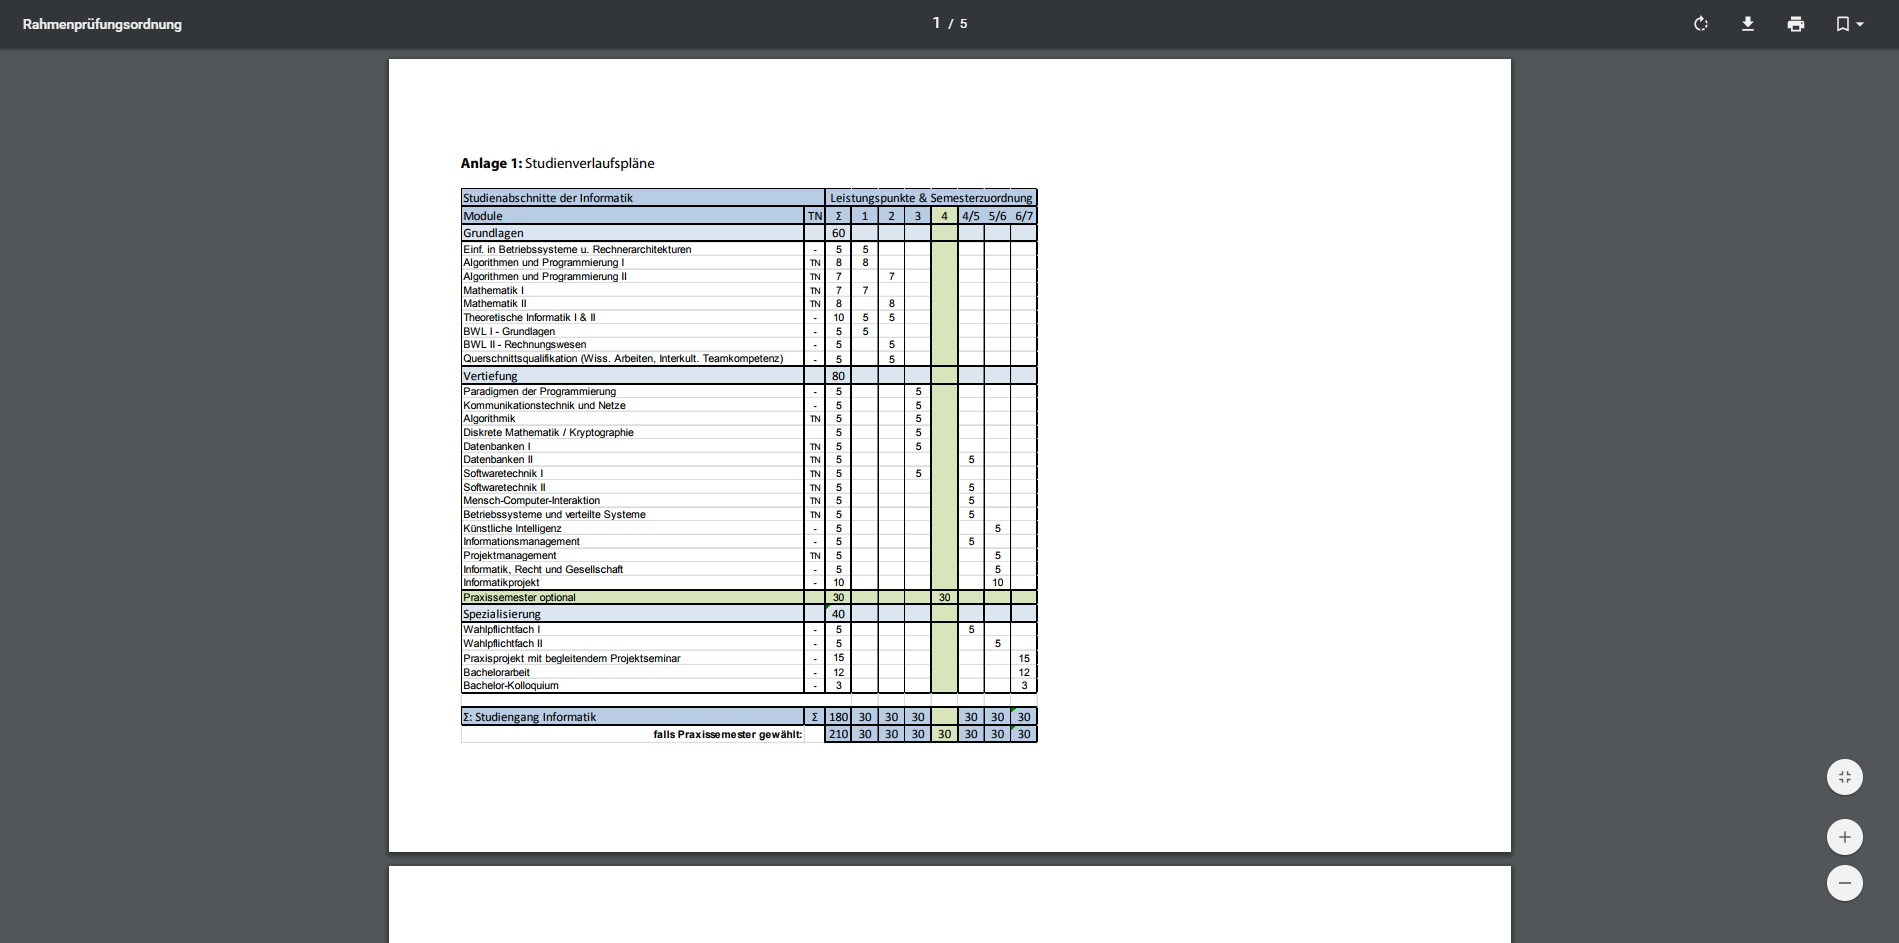 Rahmenprüfungsordnung 1 / 5
Anlage 1: Studienverlaufspläne
Studienabschnitte der Informatik Leistungspunkte & Semesterzuordnung
Module TN Σ 1 2 3 4 4/5 5/6 6/7
Grundlagen 60
Einf. in Betriebssysteme u. Rechnerarchitekturen - 5 5
Algorithmen und Programmierung I TN 8 8
Algorithmen und Programmierung II TN 7 7
Mathematik I TN 7 7
Mathematik II TN 8 8
Theoretische Informatik I & II - 10 5 5
BWL I - Grundlagen - 5 5
BWL II - Rechnungswesen - 5 5
Querschnittsqualifikation (Wiss. Arbeiten, Interkult. Teamkompetenz) - 5 5
Vertiefung 80
Paradigmen der Programmierung - 5 5
Kommunikationstechnik und Netze - 5 5
Algorithmik TN 5 5
Diskrete Mathematik / Kryptographie 5 5
Datenbanken I TN 5 5
Datenbanken II TN 5 5
Softwaretechnik I TN 5 5
Softwaretechnik II TN 5 5
Mensch-Computer-Interaktion TN 5 5
Betriebssysteme und verteilte Systeme TN 5 5
Künstliche Intelligenz - 5 5
Informationsmanagement - 5 5
Projektmanagement TN 5 5
Informatik, Recht und Gesellschaft - 5 5
Informatikprojekt - 10 10
Praxissemester optional 30 30
Spezialisierung 40
Wahlpflichtfach I - 5 5
Wahlpflichtfach II - 5 5
Praxisprojekt mit begleitendem Projektseminar - 15 15
Bachelorarbeit - 12 12
Bachelor-Kolloquium - 3 3
Σ: Studiengang Informatik Σ 180 30 30 30 30 30 30
falls Praxissemester gewählt: 210 30 30 30 30 30 30 30